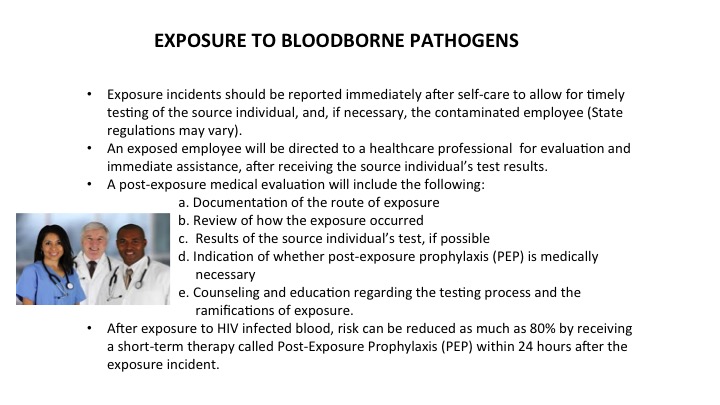 EXPOSURE TO BLOODBORNE PATHOGENS
• Exposure incidents should be reported immediately after self-care to allow for timely
testing of the source individual, and, if necessary, the contaminated employee (State
regulations may vary).
• An exposed employee will be directed to a healthcare professional  for evaluation and
immediate assistance, after receiving the source individual’s test results.
• A post-exposure medical evaluation will include the following:
a. Documentation of the route of exposure
b. Review of how the exposure occurred
c.  Results of the source individual’s test, if possible
d. Indication of whether post-exposure prophylaxis (PEP) is medically
necessary
e. Counseling and education regarding the testing process and the
ramifications of exposure.
• After exposure to HIV infected blood, risk can be reduced as much as 80% by receiving
a short-term therapy called Post-Exposure Prophylaxis (PEP) within 24 hours after the
exposure incident.